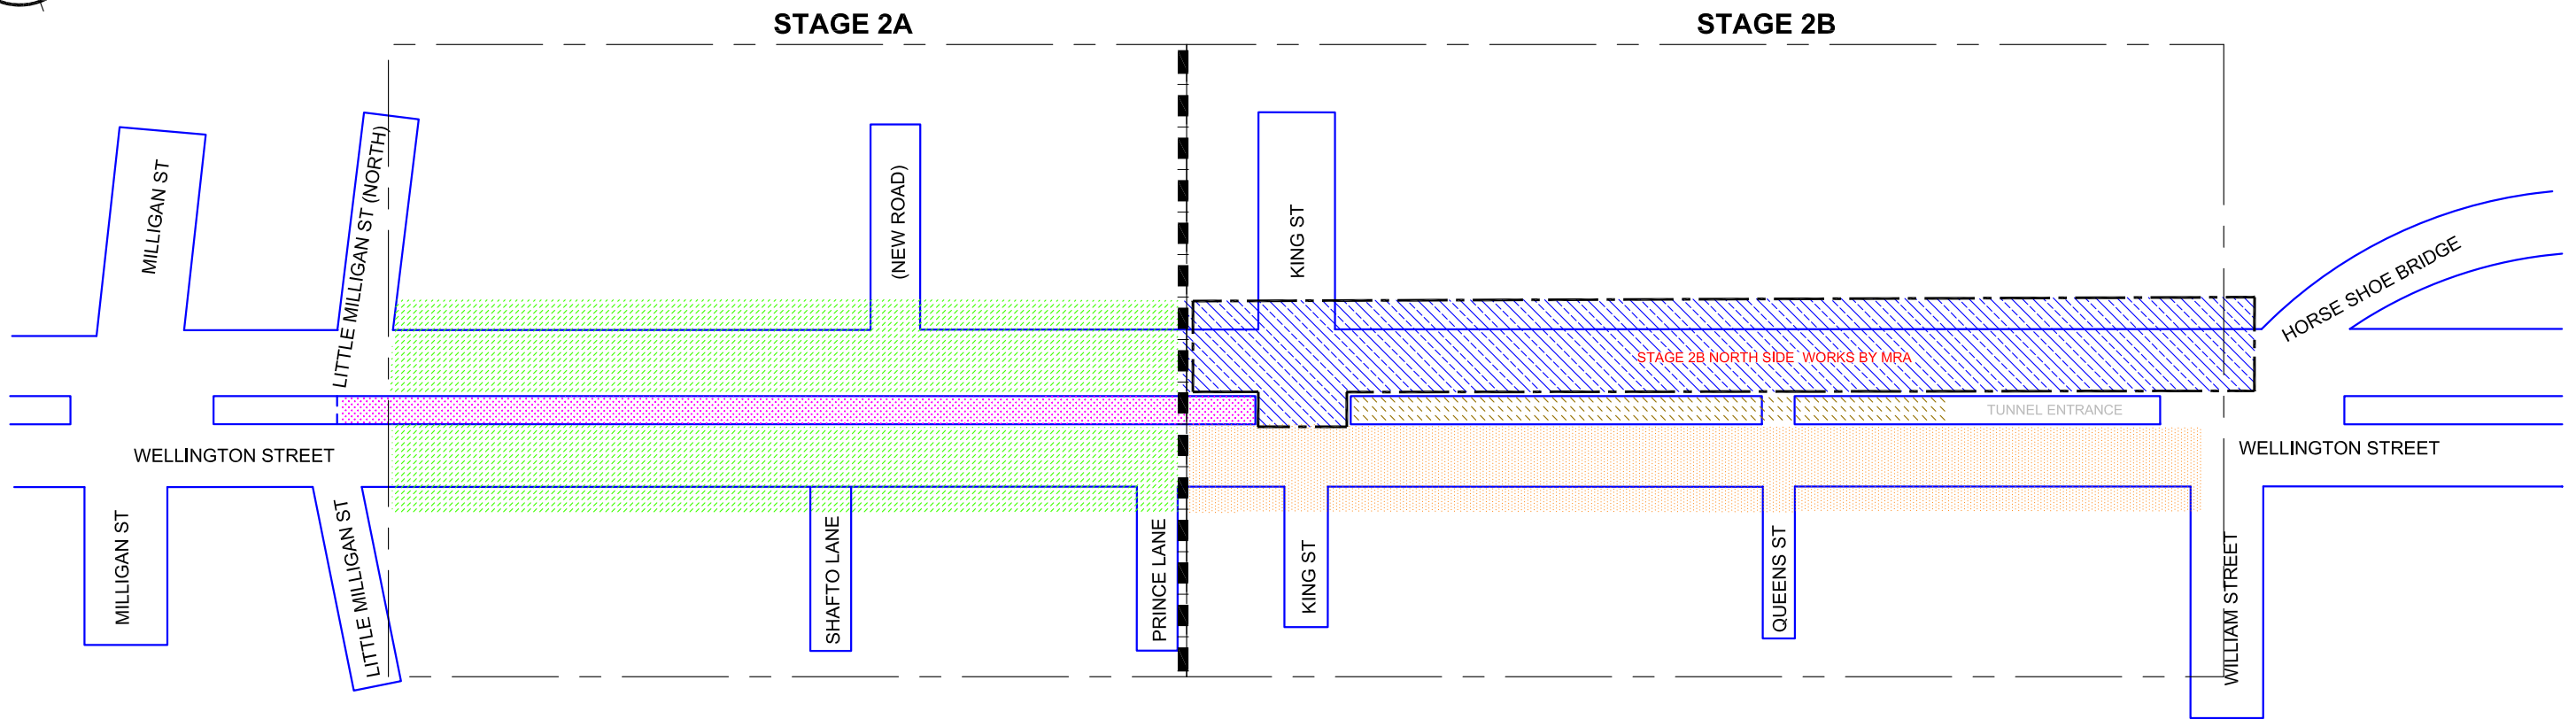 STAGE 2A
STAGE 2B
MILLIGAN ST
LITTLE MILLIGAN ST (NORTH)
(NEW ROAD)
KING ST
HORSE SHOE BRIDGE
STAGE 2B NORTH SIDE WORKS BY MRA
TUNNEL ENTRANCE
WELLINGTON STREET
WELLINGTON STREET
MILLIGAN ST
LITTLE MILLIGAN ST
SHAFTO LANE
PRINCE LANE
KING ST
QUEENS ST
WILLIAM STREET